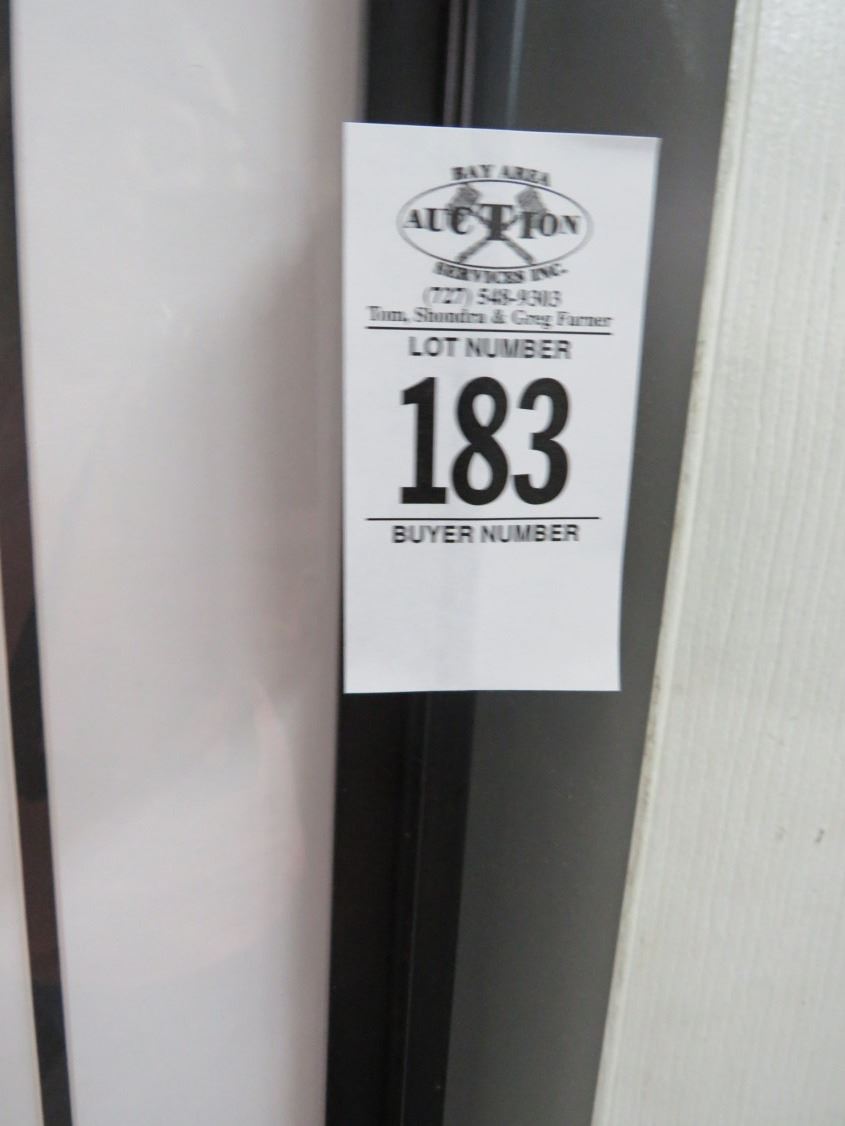 BAY AREA
AUCTION
SERVICES INC.
(727) 548-9303
Tom, Shondra & Greg Farner
LOT NUMBER
183
BUYER NUMBER